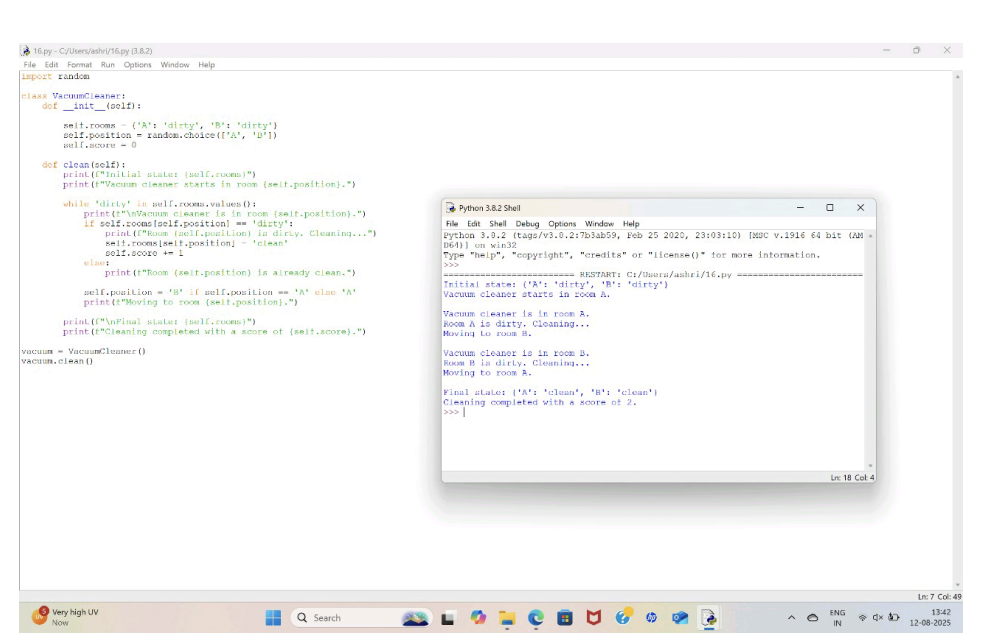 16.py - C:/Users/ashri/16.py (3.8.2)
File Edit Format Run Options Window Help
import random
class VacuumCleaner:
    def __init__(self):
        self.rooms = {'A': 'dirty', 'B': 'dirty'}
        self.position = random.choice(['A', 'B'])
        self.score = 0
    def clean(self):
        print(f"Initial state: {self.rooms}")
        print(f"Vacuum cleaner starts in room {self.position}.")
        while 'dirty' in self.rooms.values():
            print(f"\nVacuum cleaner is in room {self.position}.")
            if self.rooms[self.position] == 'dirty':
                print(f"Room {self.position} is dirty. Cleaning...")
                self.rooms[self.position] = 'clean'
                self.score += 1
            else:
                print(f"Room {self.position} is already clean.")
            self.position = 'B' if self.position == 'A' else 'A'
            print(f"Moving to room {self.position}.")
        print(f"\nFinal state: {self.rooms}")
        print(f"Cleaning completed with a score of {self.score}.")
vacuum = VacuumCleaner()
vacuum.clean()
Python 3.8.2 Shell
File Edit Shell Debug Options Window Help
Python 3.8.2 (tags/v3.8.2:7b3ab59, Feb 25 2020, 23:03:10) [MSC v.1916 64 bit (AM
D64)] on win32
Type "help", "copyright", "credits" or "license()" for more information.
>>>
======================== RESTART: C:/Users/ashri/16.py =======================
Initial state: {'A': 'dirty', 'B': 'dirty'}
Vacuum cleaner starts in room A.
Vacuum cleaner is in room A.
Room A is dirty. Cleaning...
Moving to room B.
Vacuum cleaner is in room B.
Room B is dirty. Cleaning...
Moving to room A.
Final state: {'A': 'clean', 'B': 'clean'}
Cleaning completed with a score of 2.
>>>
Ln: 18 Col: 4
Ln: 7 Col: 49
Very high UV
Now
Search
ENG
IN
13:42
12-08-2025